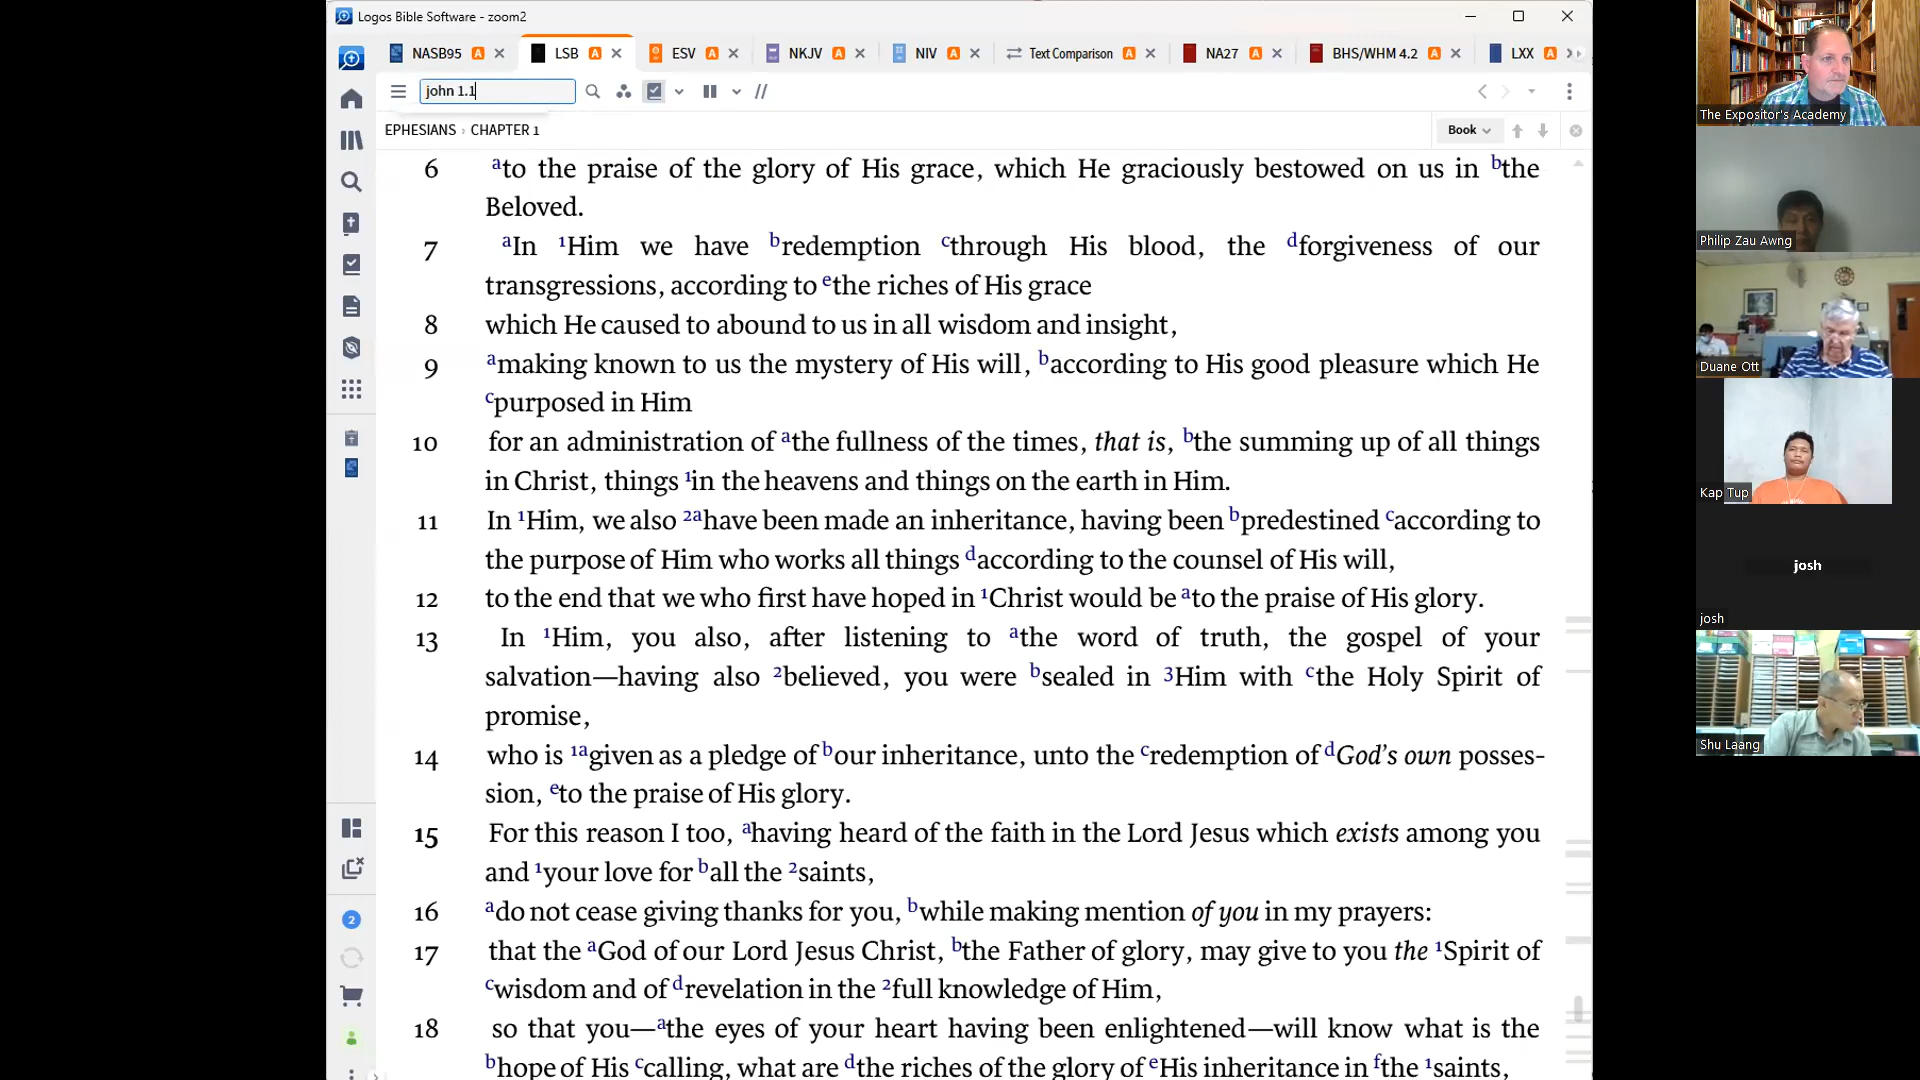 Logos Bible Software - zoom2
NASB95 A LSB A ESV A NKJV A NIV A Text Comparison A NA27 A BHS/WHM 4.2 A LXX A
john 1.1
EPHESIANS › CHAPTER 1
Book
6 ato the praise of the glory of His grace, which He graciously bestowed on us in bthe
Beloved.
7 aIn 1Him we have bredemption cthrough His blood, the dforgiveness of our
transgressions, according to ethe riches of His grace
8 which He caused to abound to us in all wisdom and insight,
9 amaking known to us the mystery of His will, baccording to His good pleasure which He
cpurposed in Him
10 for an administration of athe fullness of the times, that is, bthe summing up of all things
in Christ, things 1in the heavens and things on the earth in Him.
11 In 1Him, we also 2ahave been made an inheritance, having been bpredestined caccording to
the purpose of Him who works all things daccording to the counsel of His will,
12 to the end that we who first have hoped in 1Christ would be ato the praise of His glory.
13 In 1Him, you also, after listening to athe word of truth, the gospel of your
salvation—having also 2believed, you were bsealed in 3Him with cthe Holy Spirit of
promise,
14 who is 1agiven as a pledge of bour inheritance, unto the credemption of dGod's own posses-
sion, eto the praise of His glory.
15 For this reason I too, ahaving heard of the faith in the Lord Jesus which exists among you
and 1your love for ball the 2saints,
16 ado not cease giving thanks for you, bwhile making mention of you in my prayers:
17 that the aGod of our Lord Jesus Christ, bthe Father of glory, may give to you the 1Spirit of
cwisdom and of drevelation in the 2full knowledge of Him,
18 so that you—athe eyes of your heart having been enlightened—will know what is the
bhope of His ccalling, what are dthe riches of the glory of eHis inheritance in fthe 1saints,
2
The Expositor's Academy
Philip Zau Awng
Duane Ott
Kap Tup
josh
josh
Shu Laang